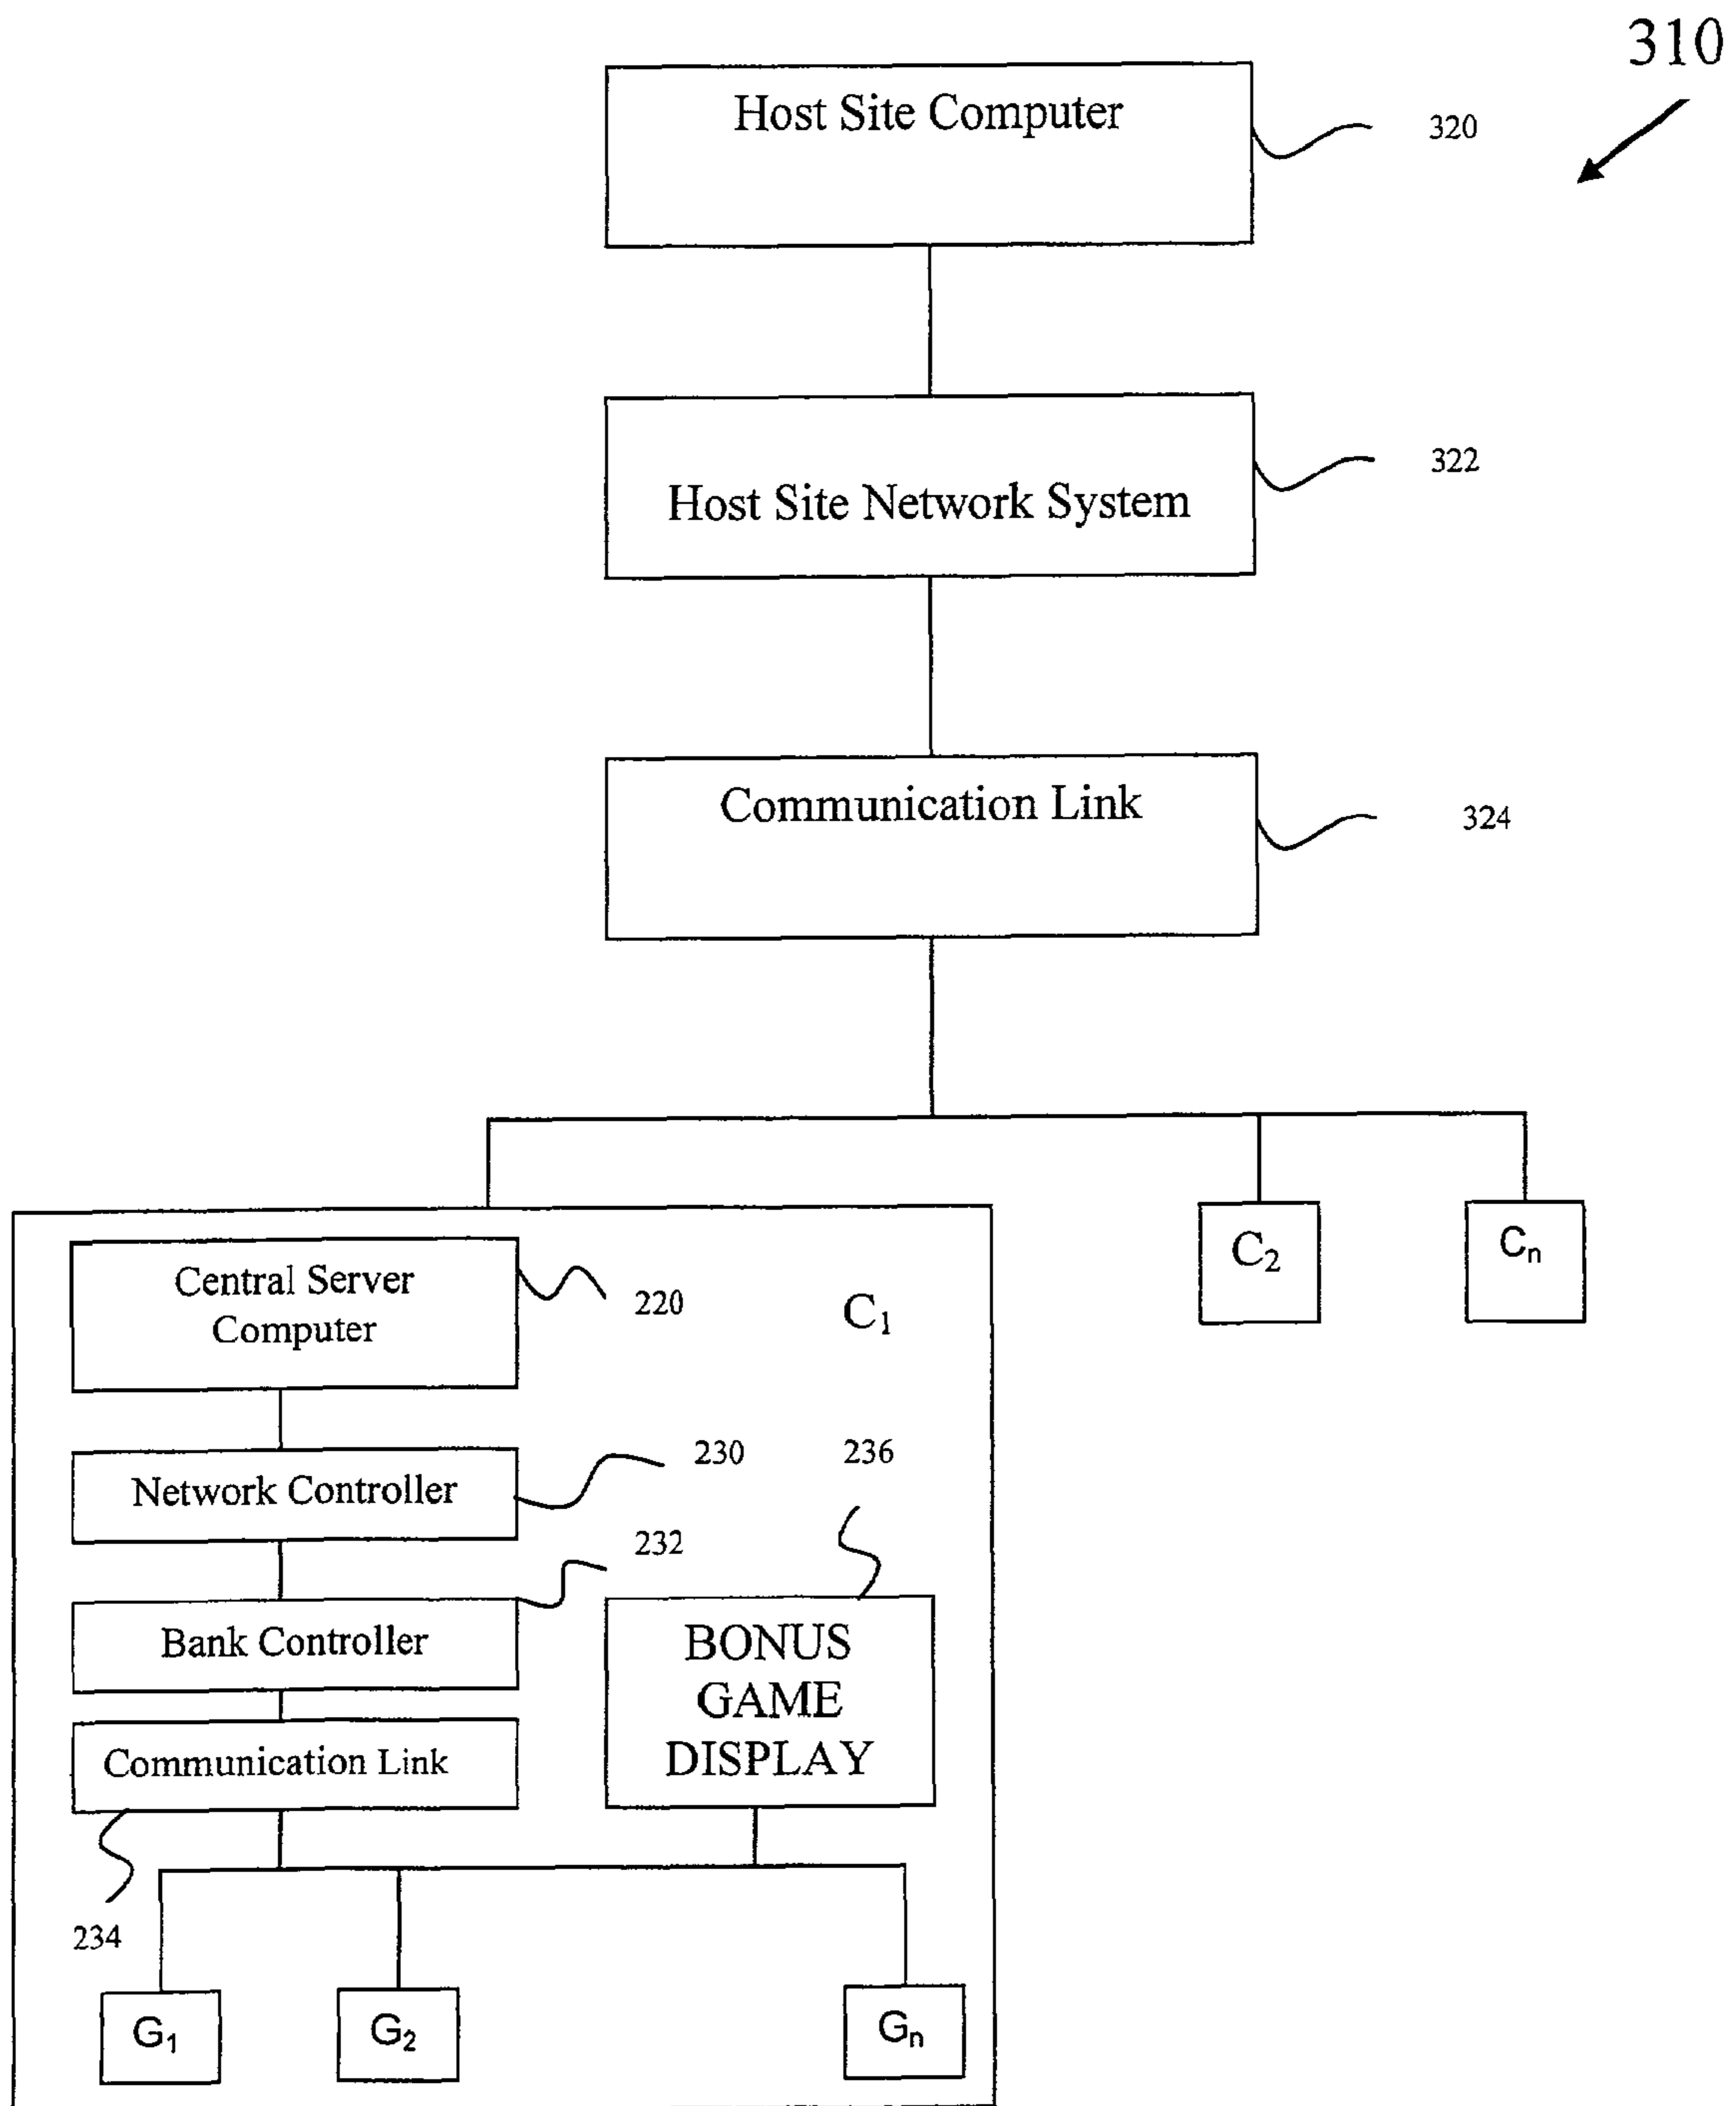 310
Host Site Computer
320
Host Site Network System
322
Communication Link
324
C₂
Cₙ
Central Server
Computer
220
C₁
Network Controller
230
236
232
Bank Controller
BONUS
GAME
DISPLAY
Communication Link
234
G₁
G₂
Gₙ